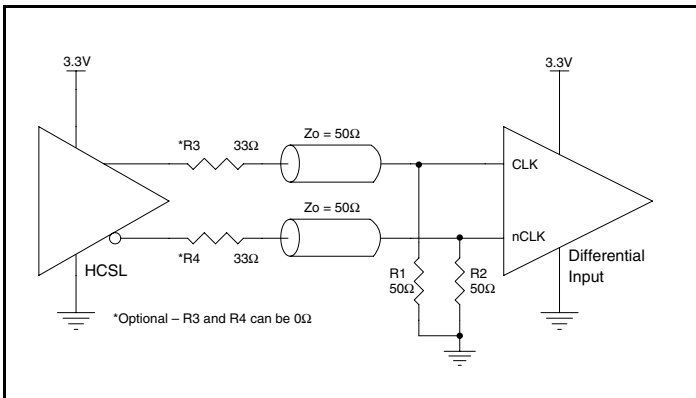 3.3V
3.3V
*R3
33Ω
Zo = 50Ω
CLK
Zo = 50Ω
nCLK
*R4
33Ω
HCSL
R1
50Ω
R2
50Ω
Differential
Input
*Optional – R3 and R4 can be 0Ω